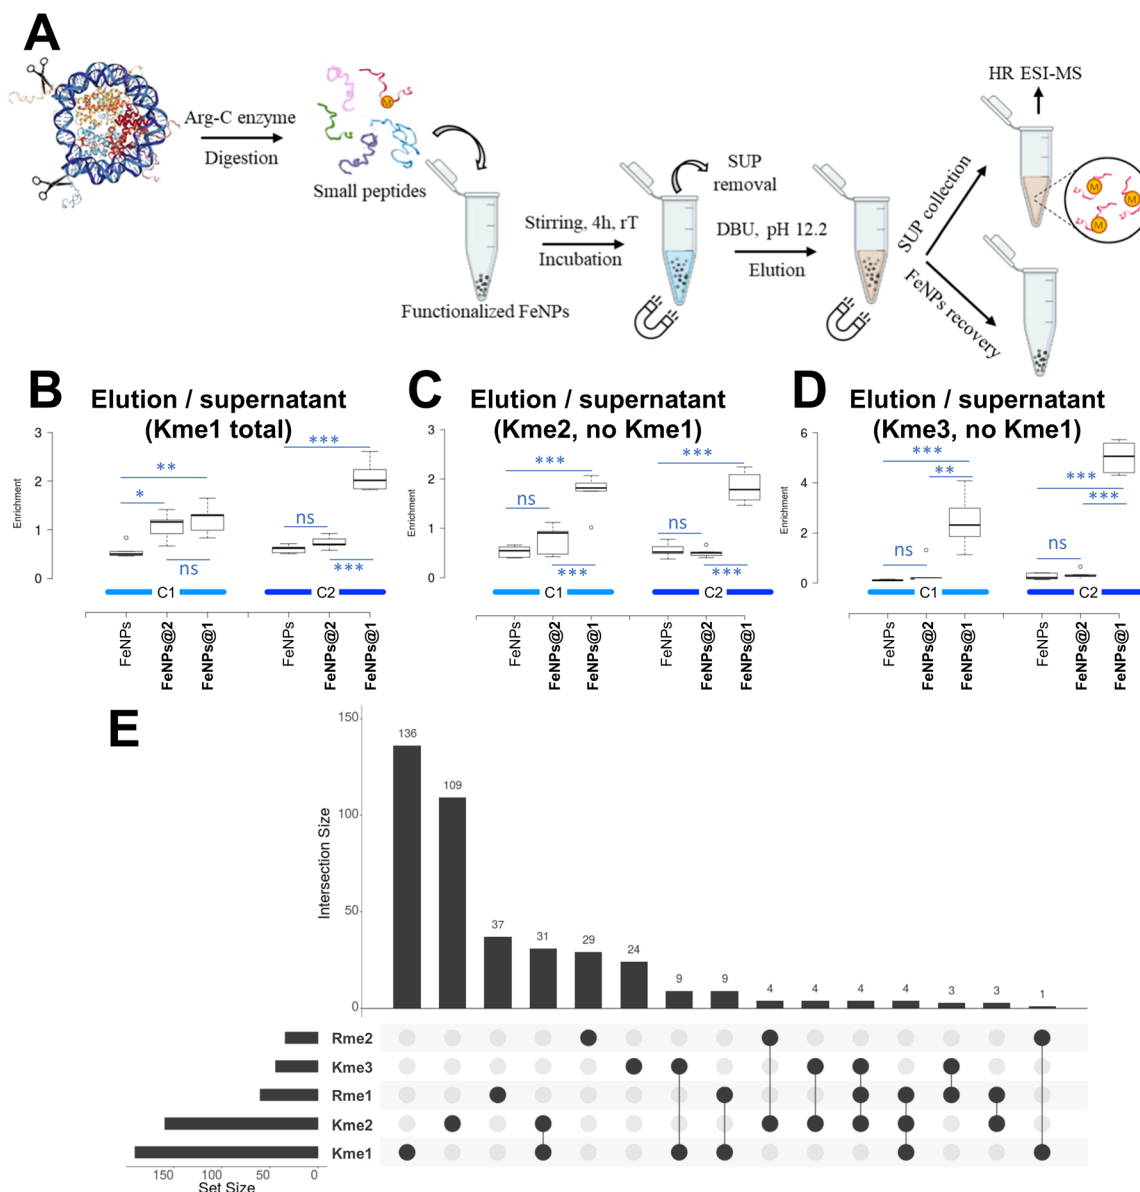 A
Arg-C enzyme
Digestion
M
Small peptides
Functionalized FeNPs
Stirring, 4h, rT
Incubation
SUP
removal
DBU, pH 12.2
Elution
SUP collection
FeNPs recovery
HR ESI-MS
M
M
M
B
Elution / supernatant
(Kme1 total)
Enrichment
3
2
1
0
*
**
ns
ns
***
***
C1
C2
FeNPs
FeNPs@2
FeNPs@1
FeNPs
FeNPs@2
FeNPs@1
C
Elution / supernatant
(Kme2, no Kme1)
Enrichment
3
2
1
0
***
ns
***
***
ns
***
C1
C2
FeNPs
FeNPs@2
FeNPs@1
FeNPs
FeNPs@2
FeNPs@1
D
Elution / supernatant
(Kme3, no Kme1)
Enrichment
6
4
2
0
***
**
ns
***
***
ns
C1
C2
FeNPs
FeNPs@2
FeNPs@1
FeNPs
FeNPs@2
FeNPs@1
E
Intersection Size
150
100
50
0
136
109
37
31
29
24
9
9
4
4
4
4
3
3
1
Rme2
Kme3
Rme1
Kme2
Kme1
150
100
50
0
Set Size